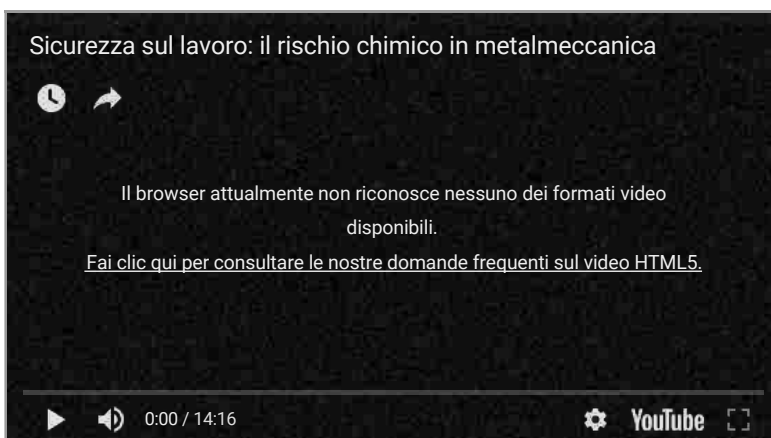 Sicurezza sul lavoro: il rischio chimico in metalmeccanica
Il browser attualmente non riconosce nessuno dei formati video
disponibili.
Fai clic qui per consultare le nostre domande frequenti sul video HTML5.
0:00 / 14:16
YouTube